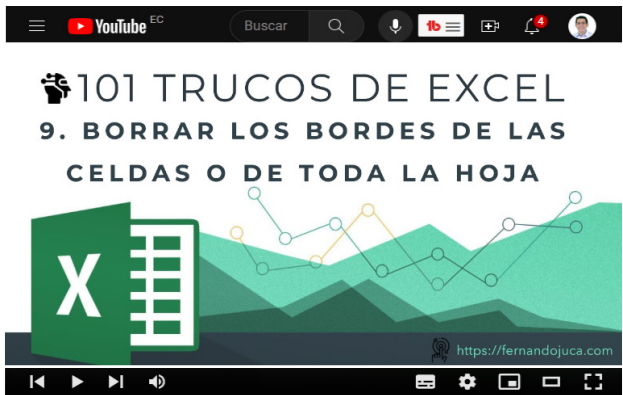 YouTube EC
Buscar
4
101 TRUCOS DE EXCEL
9. BORRAR LOS BORDES DE LAS
CELDAS O DE TODA LA HOJA
X
https://fernandojuca.com